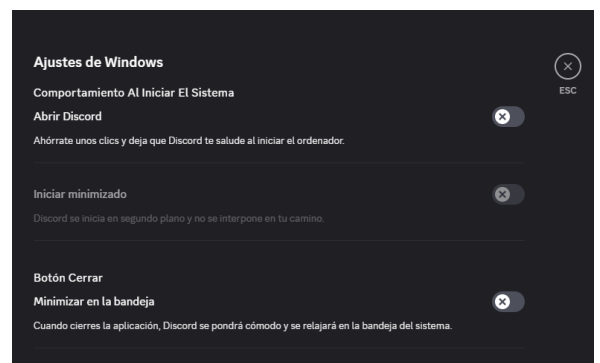 Ajustes de Windows
Comportamiento Al Iniciar El Sistema
Abrir Discord
Ahórrate unos clics y deja que Discord te salude al iniciar el ordenador.
ESC
Iniciar minimizado
Discord se inicia en segundo plano y no se interpone en tu camino.
Botón Cerrar
Minimizar en la bandeja
Cuando cierres la aplicación, Discord se pondrá cómodo y se relajará en la bandeja del sistema.